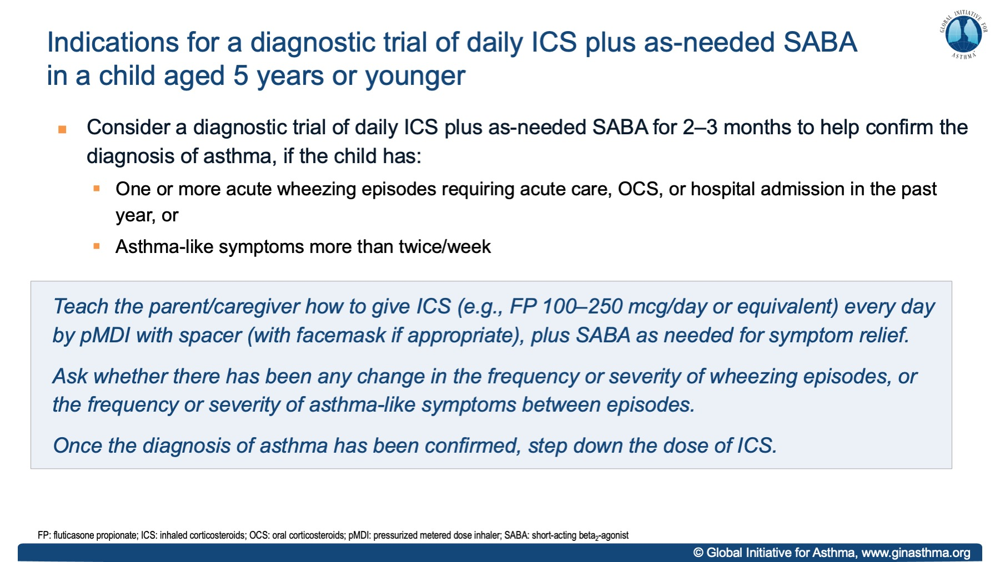 GLOBAL INITIATIVE FOR
ASTHMA
Indications for a diagnostic trial of daily ICS plus as-needed SABA
in a child aged 5 years or younger
Consider a diagnostic trial of daily ICS plus as-needed SABA for 2–3 months to help confirm the
diagnosis of asthma, if the child has:
One or more acute wheezing episodes requiring acute care, OCS, or hospital admission in the past
year, or
Asthma-like symptoms more than twice/week
Teach the parent/caregiver how to give ICS (e.g., FP 100–250 mcg/day or equivalent) every day
by pMDI with spacer (with facemask if appropriate), plus SABA as needed for symptom relief.
Ask whether there has been any change in the frequency or severity of wheezing episodes, or
the frequency or severity of asthma-like symptoms between episodes.
Once the diagnosis of asthma has been confirmed, step down the dose of ICS.
FP: fluticasone propionate; ICS: inhaled corticosteroids; OCS: oral corticosteroids; pMDI: pressurized metered dose inhaler; SABA: short-acting beta₂-agonist
© Global Initiative for Asthma, www.ginasthma.org